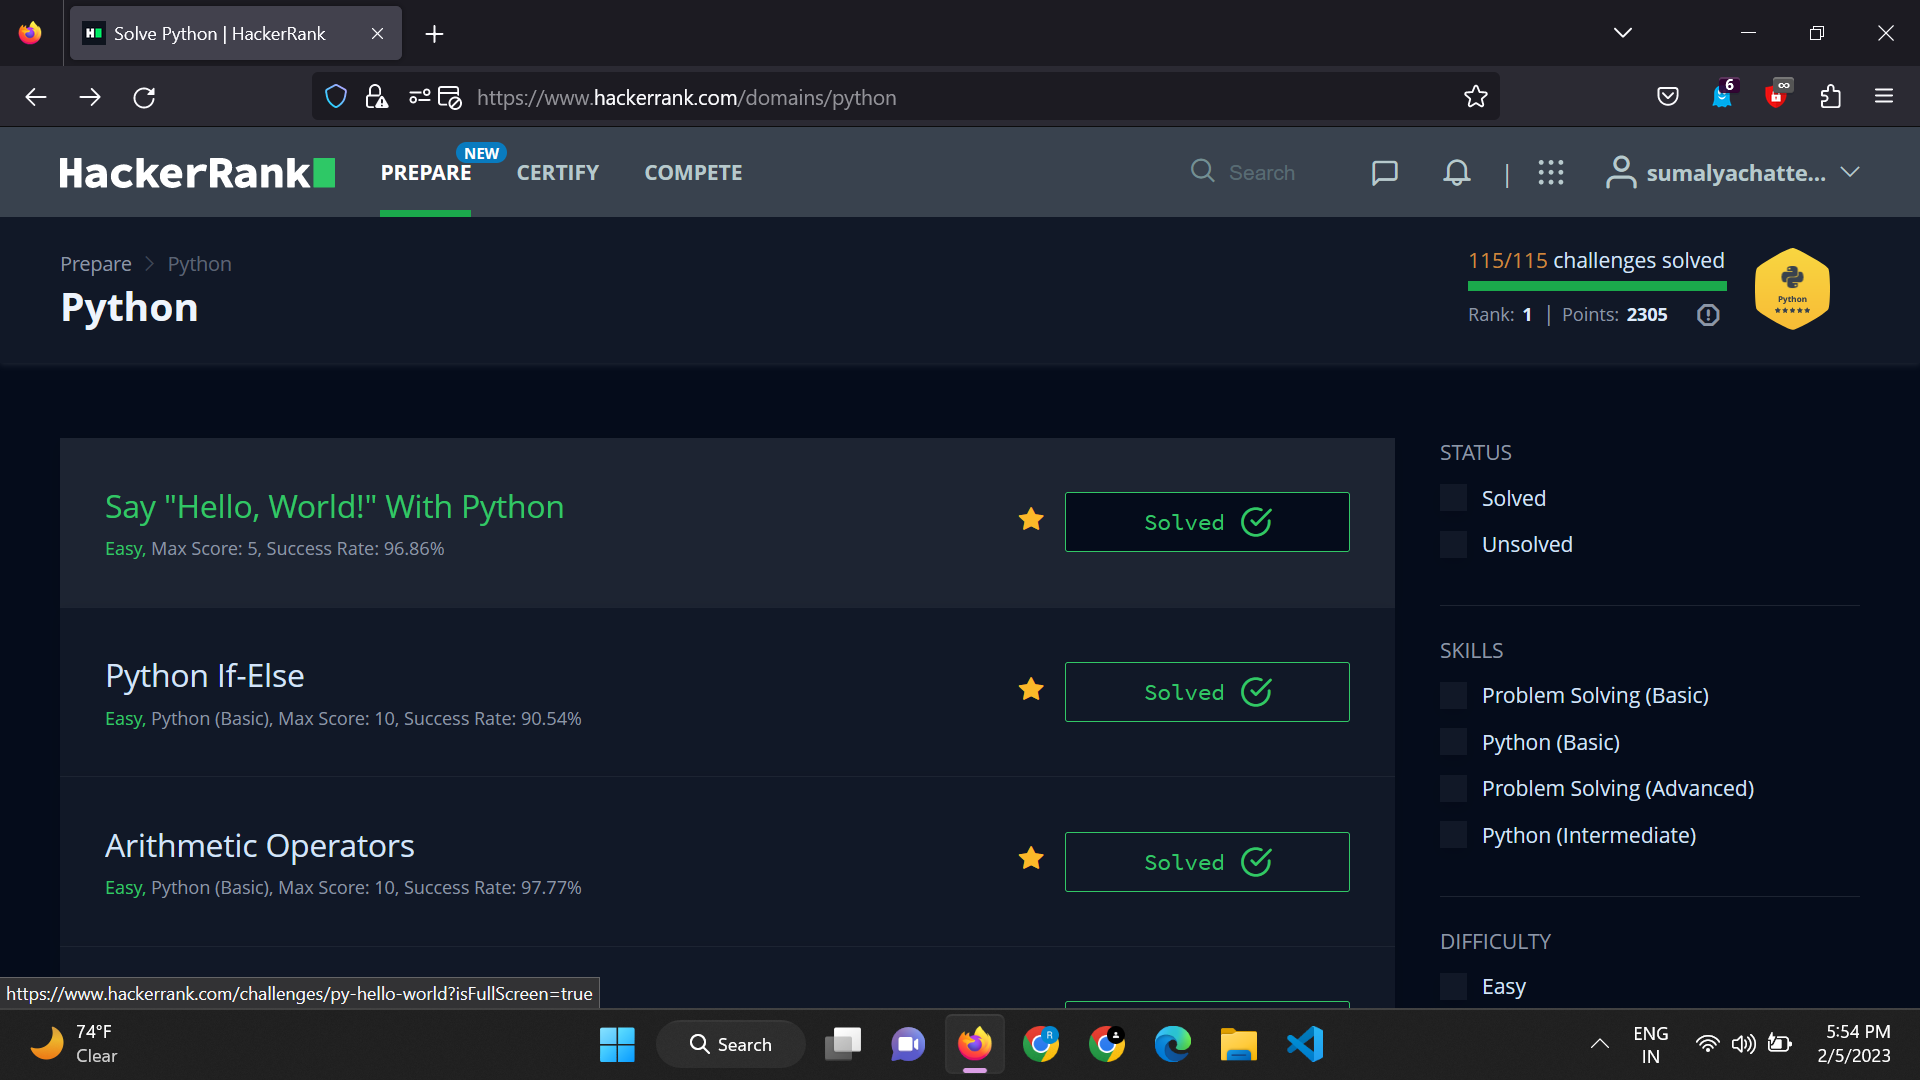 Solve Python | HackerRank
https://www.hackerrank.com/domains/python
6
∞
HackerRank
PREPARE
NEW
CERTIFY
COMPETE
Search
|
sumalyachatte...
Prepare > Python
Python
115/115 challenges solved
Rank: 1 | Points: 2305
Python
★★★★★
Say "Hello, World!" With Python
Easy, Max Score: 5, Success Rate: 96.86%
Solved
Python If-Else
Easy, Python (Basic), Max Score: 10, Success Rate: 90.54%
Solved
Arithmetic Operators
Easy, Python (Basic), Max Score: 10, Success Rate: 97.77%
Solved
STATUS
Solved
Unsolved
SKILLS
Problem Solving (Basic)
Python (Basic)
Problem Solving (Advanced)
Python (Intermediate)
DIFFICULTY
Easy
https://www.hackerrank.com/challenges/py-hello-world?isFullScreen=true
74°F
Clear
Search
R
ENG
IN
5:54 PM
2/5/2023